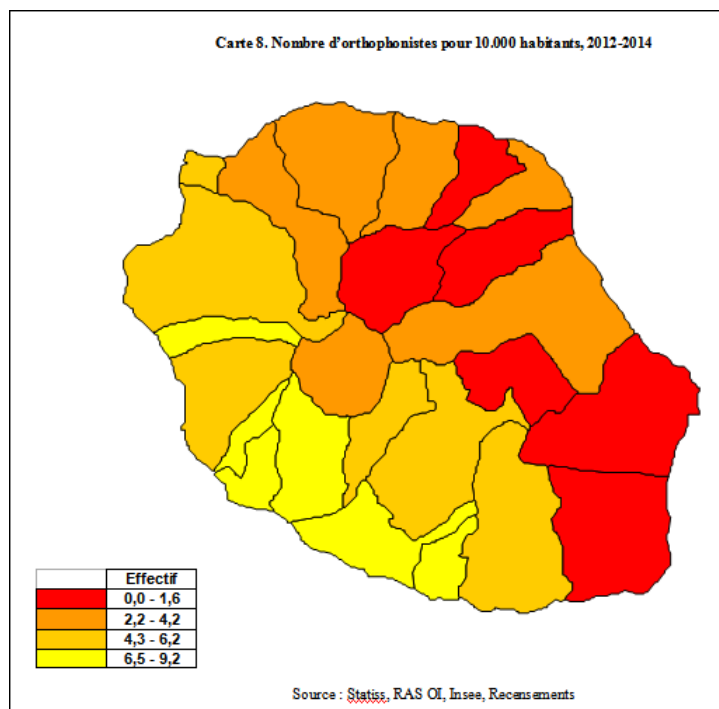 Carte 8. Nombre d'orthophonistes pour 10.000 habitants, 2012-2014
Effectif
0,0 - 1,6
2,2 - 4,2
4,3 - 6,2
6,5 - 9,2
Source : Statiss, RAS OI, Insee, Recensements